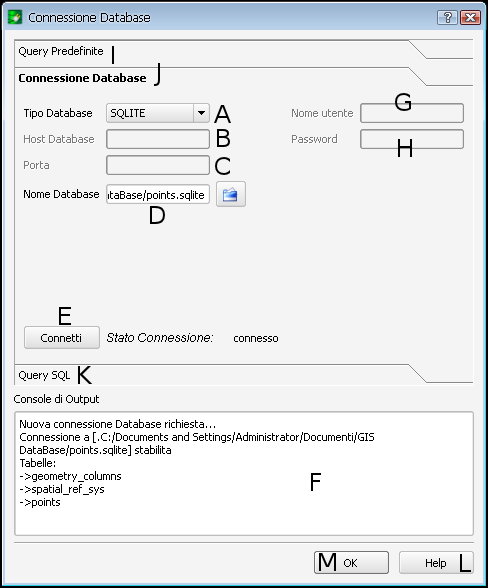 Connessione Database
Query Predefinite I
Connessione Database J
Tipo Database SQLITE A Nome utente G
Host Database B Password H
Porta C
Nome Database ıtaBase/points.sqlite
D
E
Connetti Stato Connessione: connesso
Query SQL K
Console di Output
Nuova connessione Database richiesta...
Connessione a [.C:/Documents and Settings/Administrator/Documenti/GIS
DataBase/points.sqlite] stabilita
Tabelle:
->geometry_columns
->spatial_ref_sys F
->points
M OK Help L